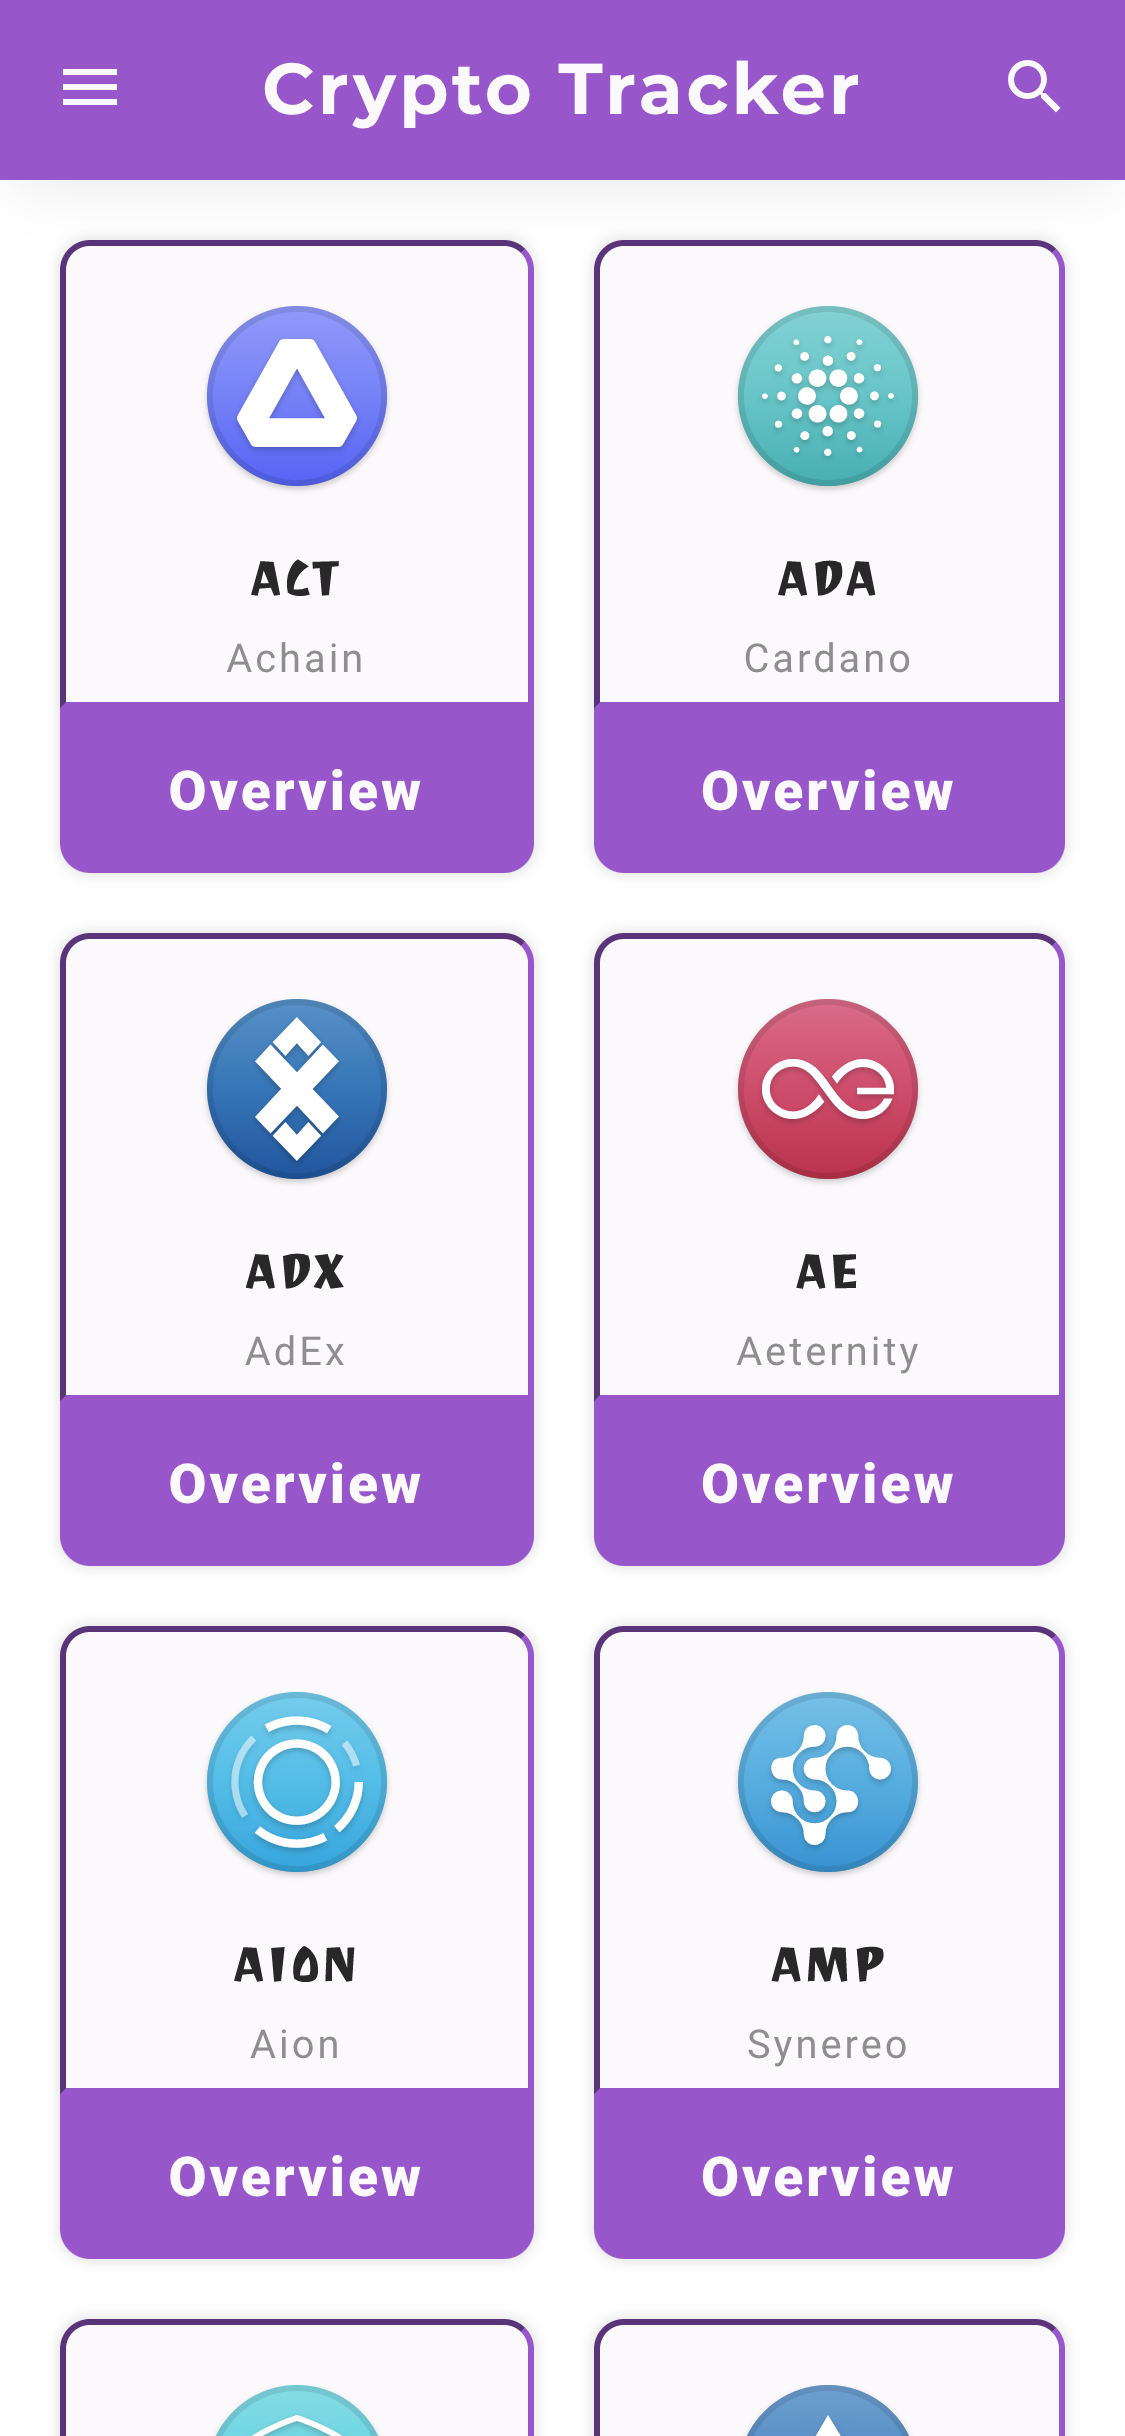 Crypto Tracker
ACT
Achain
Overview
ADA
Cardano
Overview
ADX
AdEx
Overview
AE
Aeternity
Overview
AION
Aion
Overview
AMP
Synereo
Overview